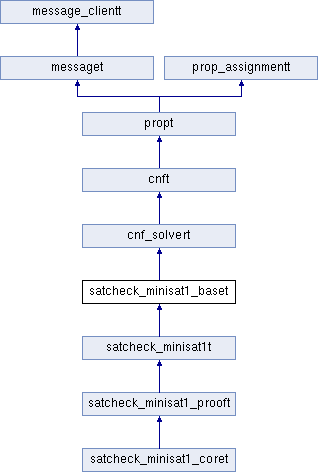 message_clientt
messaget
prop_assignmentt
propt
cnft
cnf_solvert
satcheck_minisat1_baset
satcheck_minisat1t
satcheck_minisat1_prooft
satcheck_minisat1_coret